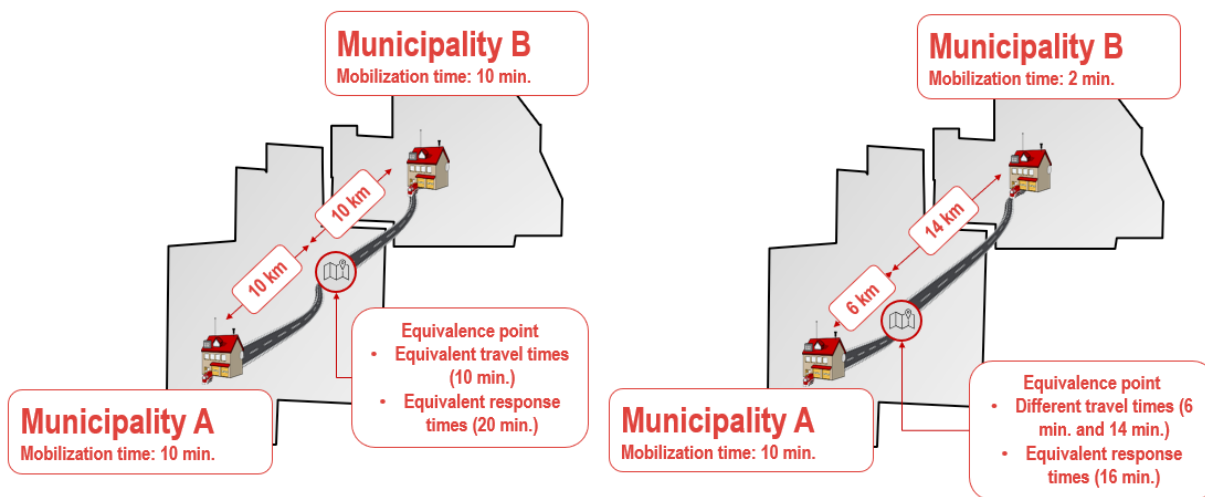 Municipality B
Mobilization time: 10 min.
10 km
10 km
Equivalence point
• Equivalent travel times
(10 min.)
• Equivalent response
times (20 min.)
Municipality A
Mobilization time: 10 min.
Municipality B
Mobilization time: 2 min.
14 km
6 km
Equivalence point
• Different travel times (6
min. and 14 min.)
• Equivalent response
times (16 min.)
Municipality A
Mobilization time: 10 min.